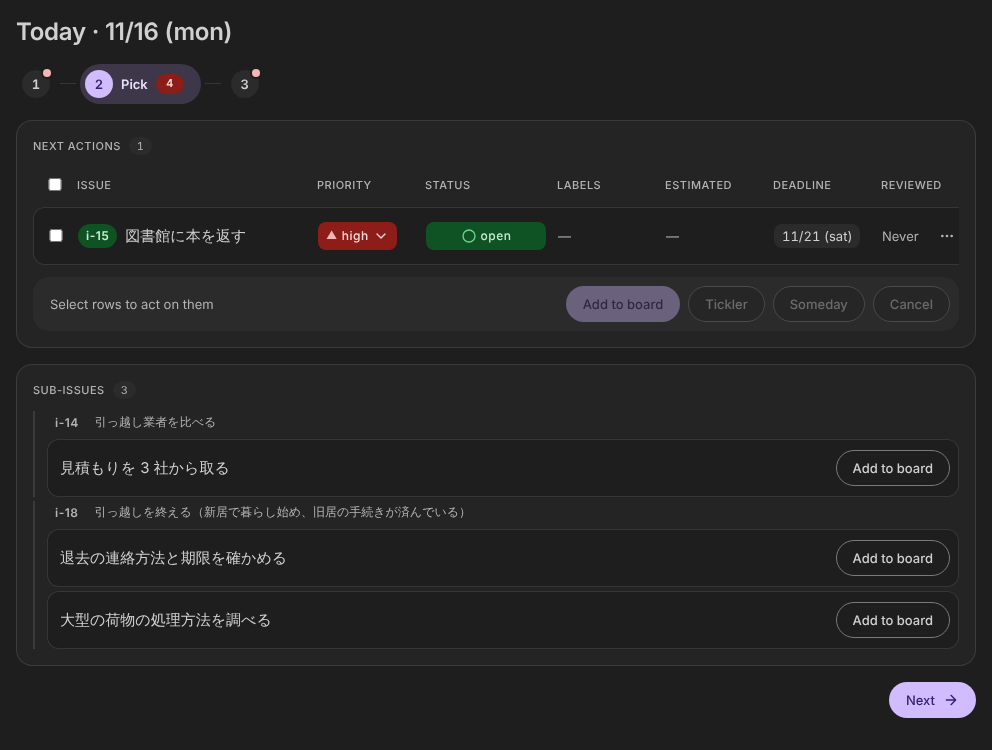 Today · 11/16 (mon)
1 2 Pick 4 3
NEXT ACTIONS 1
ISSUE PRIORITY STATUS LABELS ESTIMATED DEADLINE REVIEWED
i-15 図書館に本を返す high open — — 11/21 (sat) Never ···
Select rows to act on them Add to board Tickler Someday Cancel
SUB-ISSUES 3
i-14 引っ越し業者を比べる
見積もりを 3 社から取る Add to board
i-18 引っ越しを終える（新居で暮らし始め、旧居の手続きが済んでいる）
退去の連絡方法と期限を確かめる Add to board
大型の荷物の処理方法を調べる Add to board
Next →